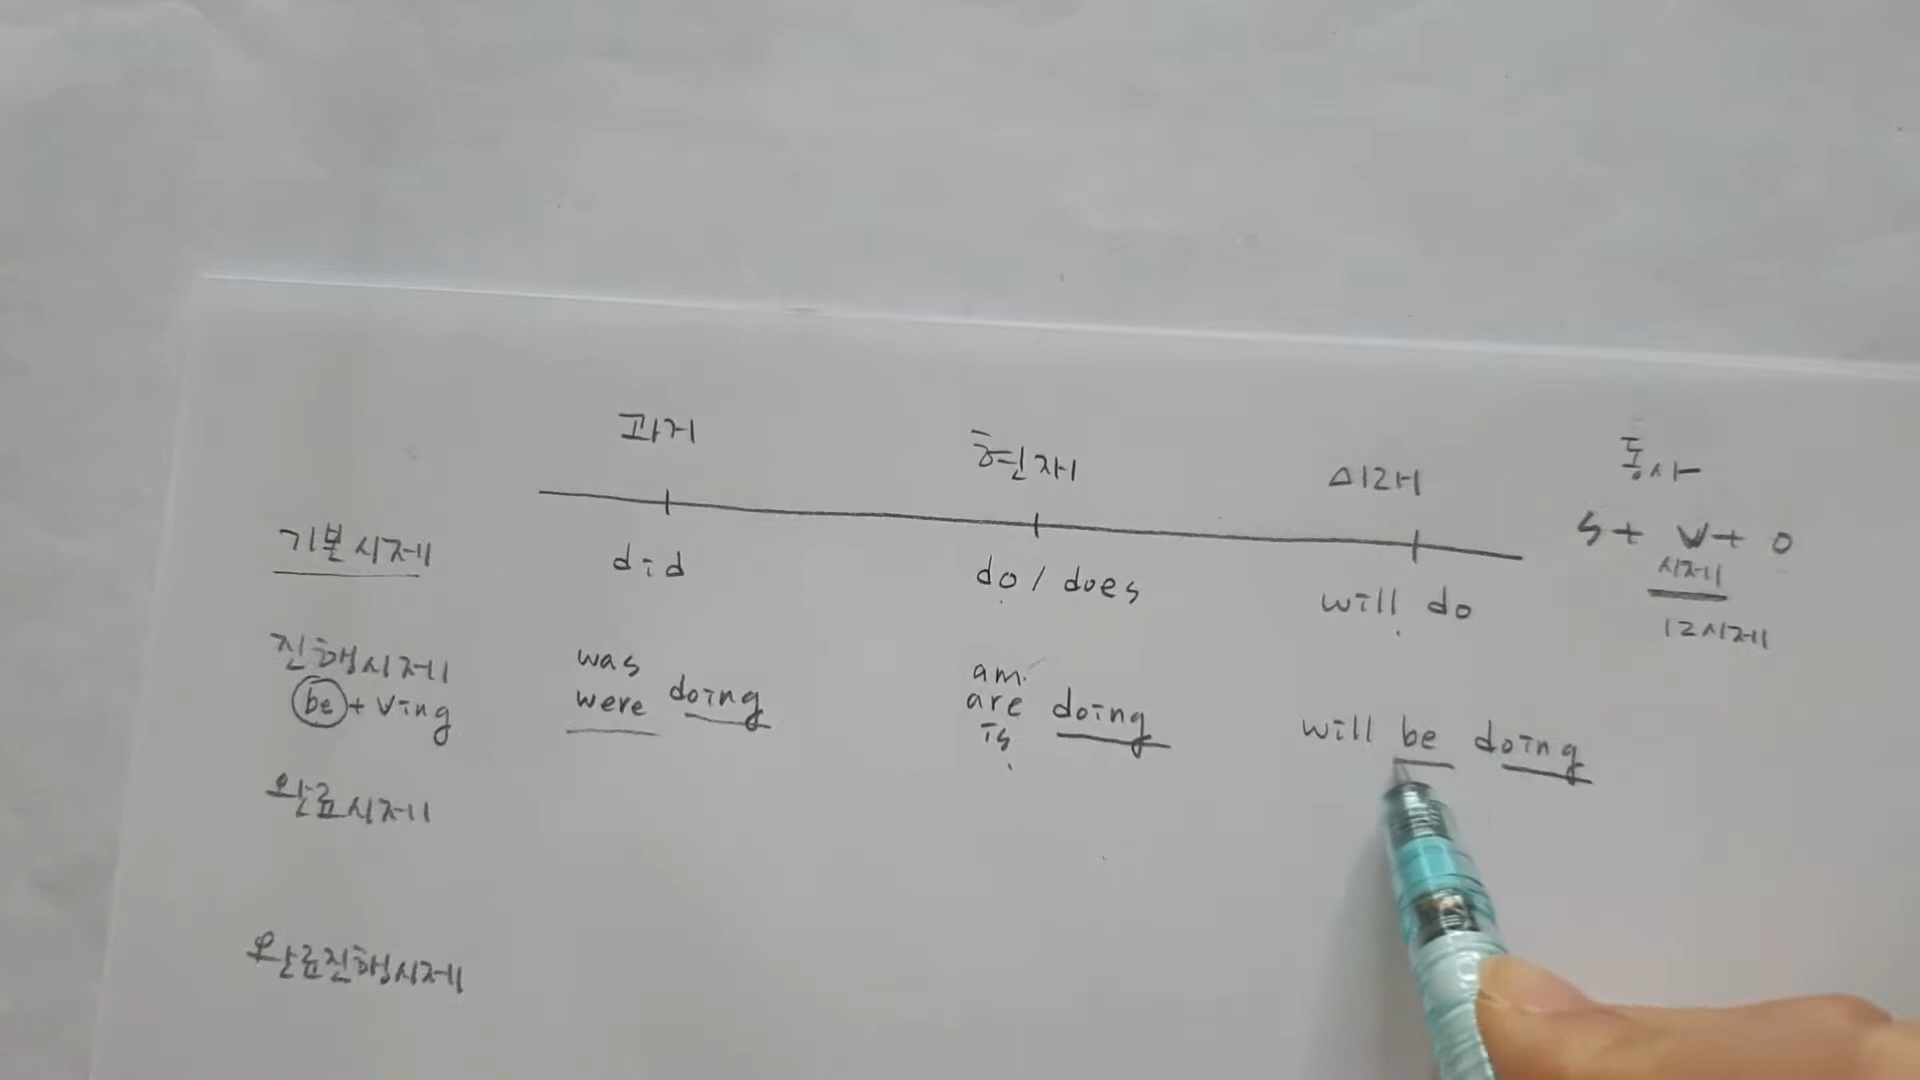 과거 현재 미래 동사
S + V + O
시제
12시제
기본시제 did do / does will do
진행시제
be + Ving
was
were doing
am
are doing
is
will be doing
완료시제
완료진행시제